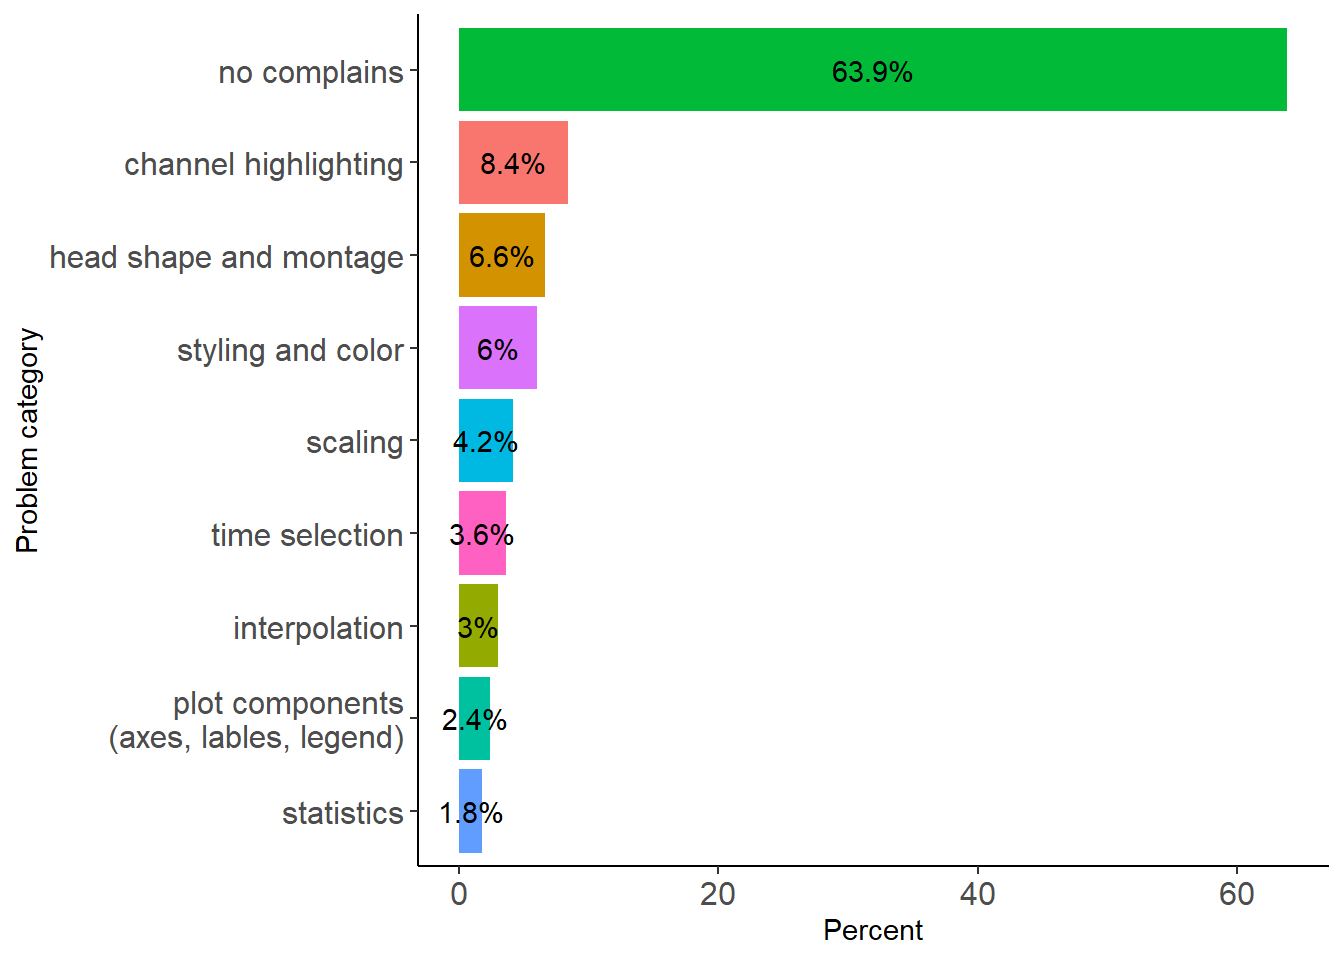 no complains
63.9%
channel highlighting
8.4%
head shape and montage
6.6%
styling and color
6%
scaling
4.2%
time selection
3.6%
interpolation
3%
plot components
(axes, lables, legend)
2.4%
statistics
1.8%
Problem category
0 20 40 60
Percent